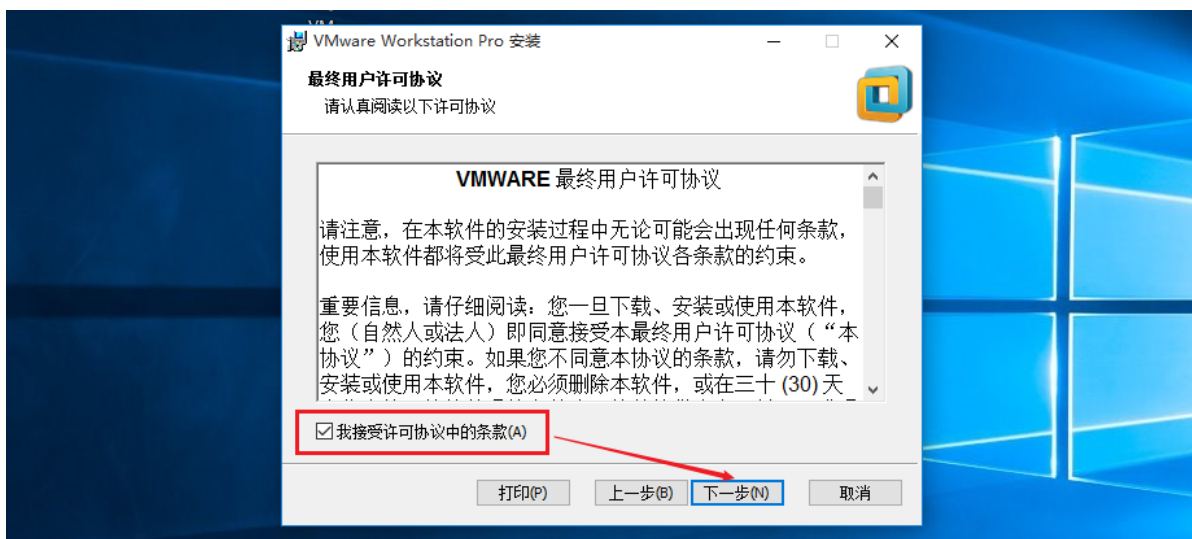 VMware Workstation Pro 安装
最终用户许可协议
请认真阅读以下许可协议
VMWARE 最终用户许可协议
请注意，在本软件的安装过程中无论可能会出现任何条款，
使用本软件都将受此最终用户许可协议各条款的约束。
重要信息，请仔细阅读：您一旦下载、安装或使用本软件，
您（自然人或法人）即同意接受本最终用户许可协议（“本
协议”）的约束。如果您不同意本协议的条款，请勿下载、
安装或使用本软件，您必须删除本软件，或在三十 (30) 天
我接受许可协议中的条款(A)
打印(P)
上一步(B)
下一步(N)
取消